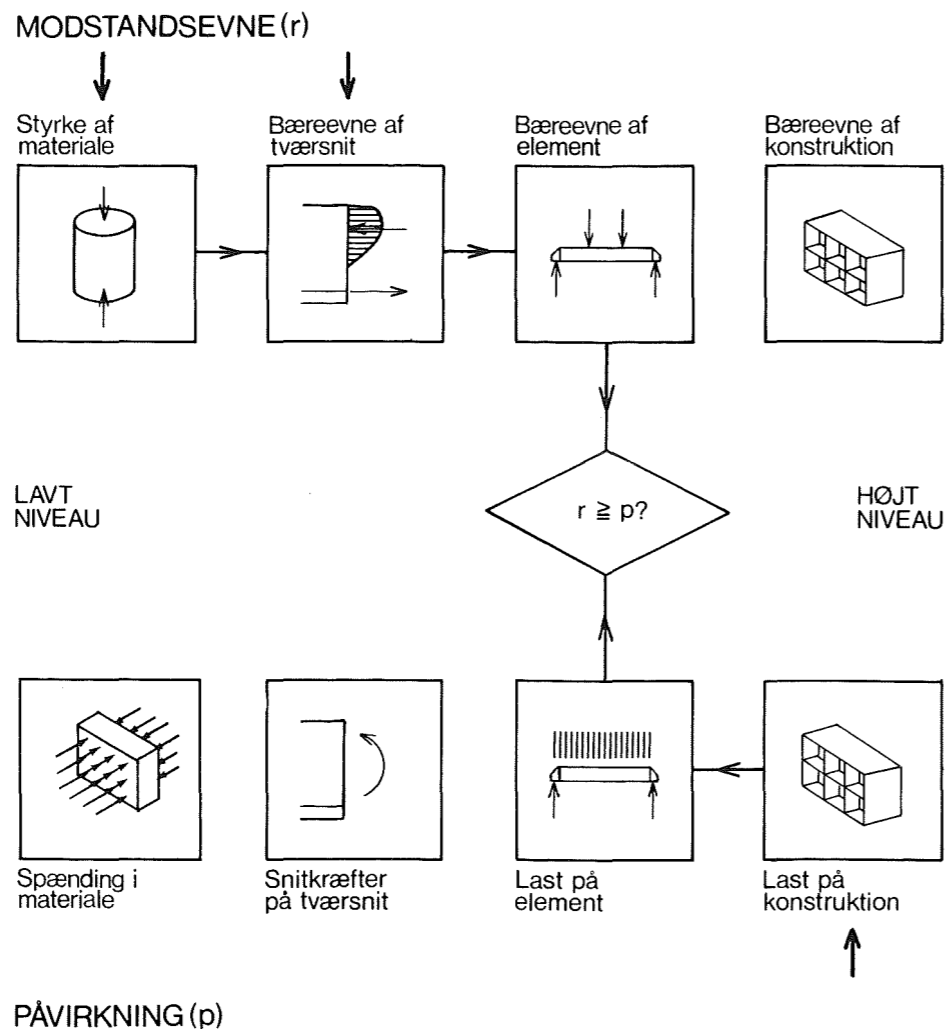 MODSTANDSEVNE (r)
Styrke af
materiale
Bæreevne af
tværsnit
Bæreevne af
element
Bæreevne af
konstruktion
LAVT
NIVEAU
r ≧ p?
HØJT
NIVEAU
Spænding i
materiale
Snitkræfter
på tværsnit
Last på
element
Last på
konstruktion
PÅVIRKNING (p)